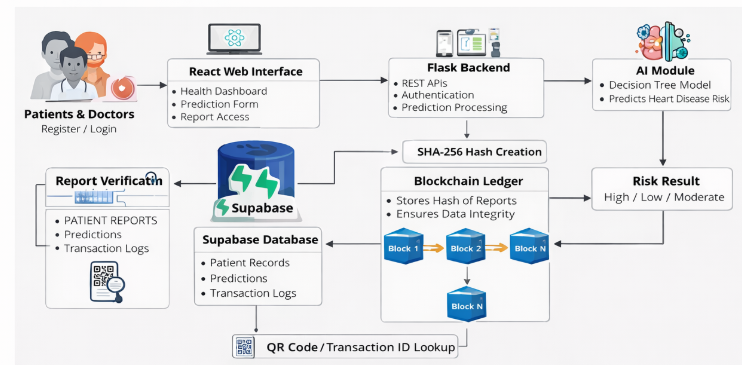 React Web Interface
• Health Dashboard
• Prediction Form
• Report Access
Flask Backend
• REST APIs
• Authentication
• Prediction Processing
AI Module
• Decision Tree Model
• Predicts Heart Disease Risk
Patients & Doctors
Register / Login
SHA-256 Hash Creation
Report Verificatin
• PATIENT REPORTS
• Predictions
• Transaction Logs
Supabase
Blockchain Ledger
• Stores Hash of Reports
• Ensures Data Integrity
Block 1
Block 2
Block N
Block N
Risk Result
High / Low / Moderate
Supabase Database
• Patient Records
• Predictions
• Transaction Logs
QR Code / Transaction ID Lookup